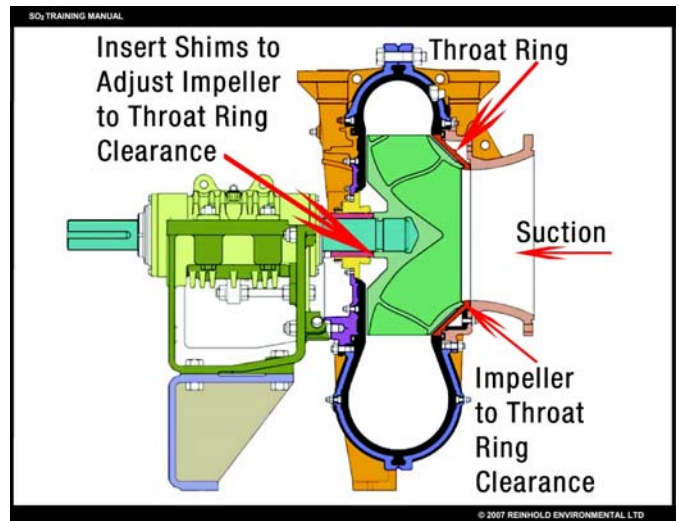 SO₂ TRAINING MANUAL
Insert Shims to
Adjust Impeller
to Throat Ring
Clearance
Throat Ring
Suction
Impeller
to Throat
Ring
Clearance
© 2007 REINHOLD ENVIRONMENTAL LTD